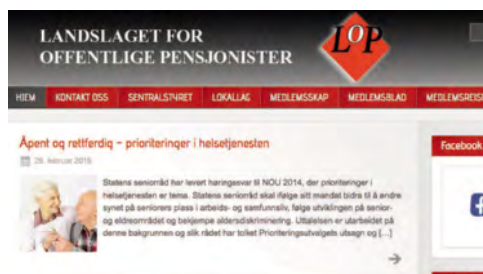 LANDSLAGET FOR
OFFENTLIGE PENSJONISTER
LOP
HJEM KONTAKT OSS SENTRALSTYRET LOKALLAG MEDLEMSSKAP MEDLEMSBLAD MEDLEMSREIS
Åpent og rettferdig – prioriteringer i helsetjenesten
26. februar 2015
Facebook
Statens seniorråd har levert høringssvar til NOU 2014, der prioriteringer i
helsetjenesten er tema. Statens seniorråd skal ifølge sitt mandat bidra til å endre
synet på seniorers plass i arbeids- og samfunnsliv, følge utviklingen på senior-
og eldreområdet og bekjempe aldersdiskriminering. Uttalelsen er utarbeidet på
denne bakgrunnen og slik rådet har tolket Prioriteringsutvalgets utsagn og [...]